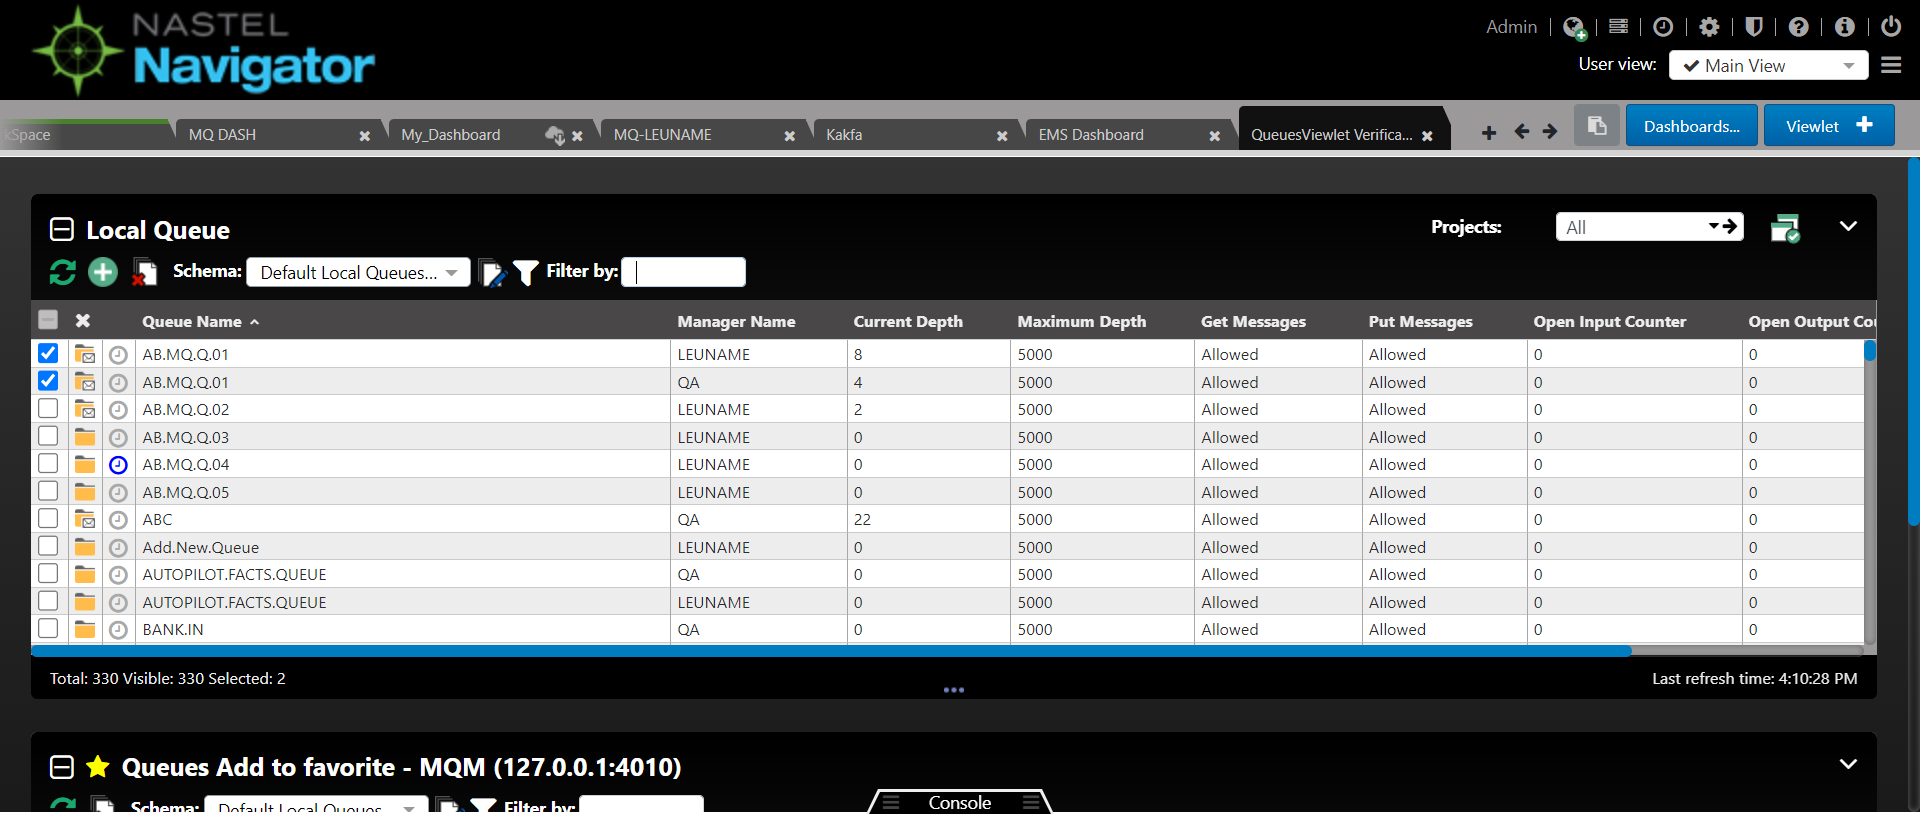 NASTEL
Navigator
Admin
User view: Main View
kSpace
MQ DASH
My_Dashboard
MQ-LEUNAME
Kakfa
EMS Dashboard
QueuesViewlet Verifica...
Dashboards...
Viewlet
Local Queue
Projects: All
Schema: Default Local Queues... Filter by:
Queue Name Manager Name Current Depth Maximum Depth Get Messages Put Messages Open Input Counter Open Output Cou
AB.MQ.Q.01 LEUNAME 8 5000 Allowed Allowed 0 0
AB.MQ.Q.01 QA 4 5000 Allowed Allowed 0 0
AB.MQ.Q.02 LEUNAME 2 5000 Allowed Allowed 0 0
AB.MQ.Q.03 LEUNAME 0 5000 Allowed Allowed 0 0
AB.MQ.Q.04 LEUNAME 0 5000 Allowed Allowed 0 0
AB.MQ.Q.05 LEUNAME 0 5000 Allowed Allowed 0 0
ABC QA 22 5000 Allowed Allowed 0 0
Add.New.Queue LEUNAME 0 5000 Allowed Allowed 0 0
AUTOPILOT.FACTS.QUEUE QA 0 5000 Allowed Allowed 0 0
AUTOPILOT.FACTS.QUEUE LEUNAME 0 5000 Allowed Allowed 0 0
BANK.IN QA 0 5000 Allowed Allowed 0 0
Total: 330 Visible: 330 Selected: 2
Last refresh time: 4:10:28 PM
Queues Add to favorite - MQM (127.0.0.1:4010)
Schema: Default Local Queues Filter by:
Console